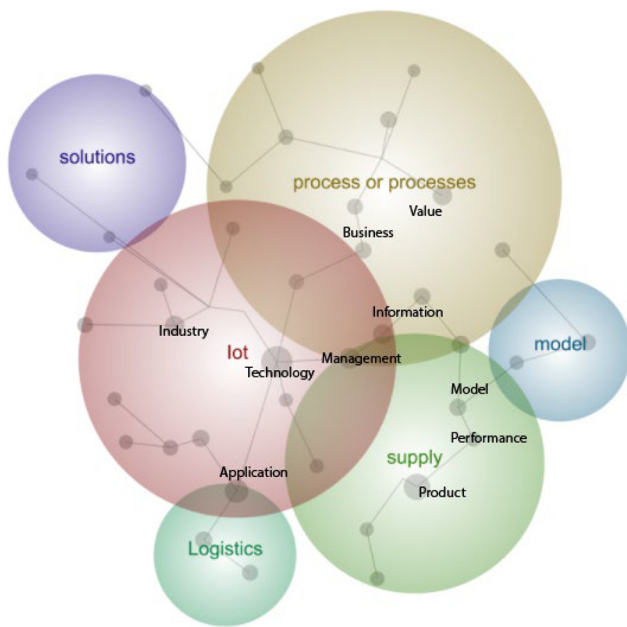 solutions
process or processes
Value
Business
Information
Industry
Iot
Technology
Management
model
Model
Performance
supply
Application
Product
Logistics